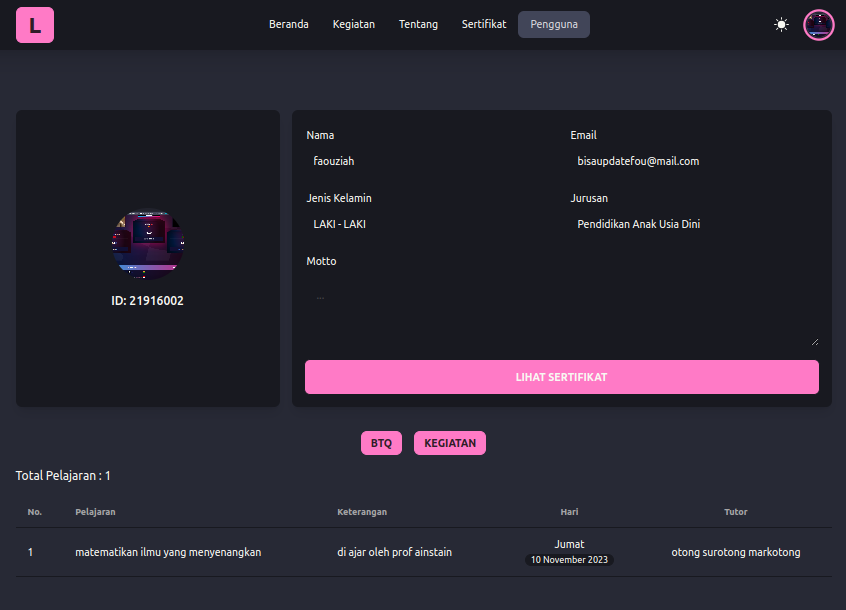 L
Beranda Kegiatan Tentang Sertifikat Pengguna
Nama Email
faouziah bisaupdatefou@mail.com
Jenis Kelamin Jurusan
LAKI - LAKI Pendidikan Anak Usia Dini
Motto
...
ID: 21916002
LIHAT SERTIFIKAT
BTQ KEGIATAN
Total Pelajaran : 1
No. Pelajaran Keterangan Hari Tutor
1 matematikan ilmu yang menyenangkan di ajar oleh prof ainstain Jumat otong surotong markotong
10 November 2023